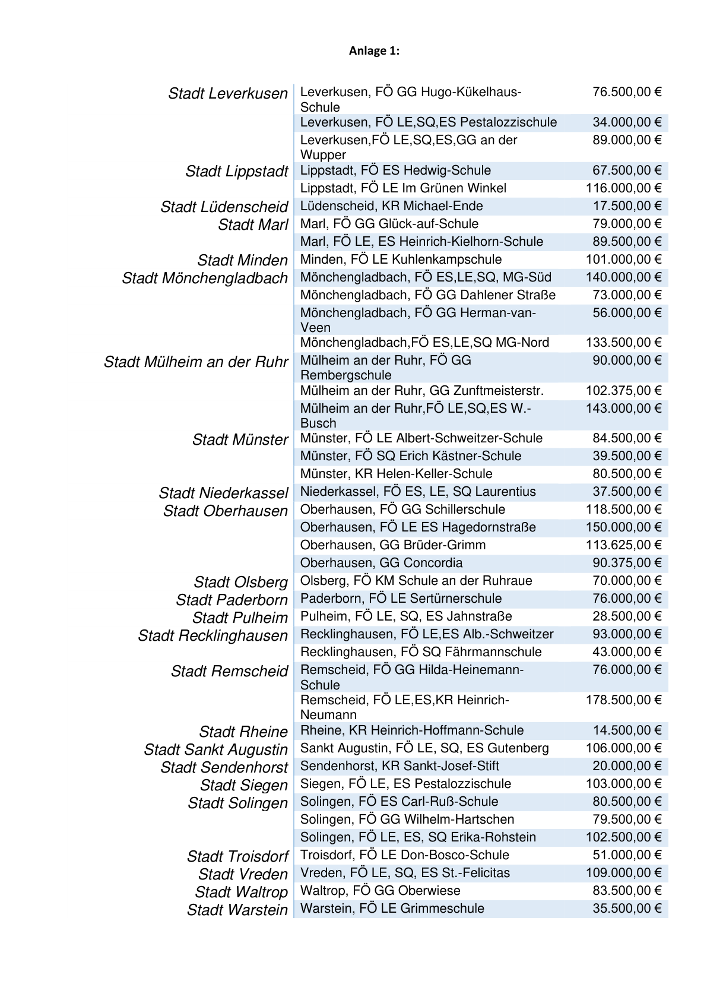 Anlage 1:
Stadt Leverkusen Leverkusen, FÖ GG Hugo-Kükelhaus- 76.500,00 €
Schule
Leverkusen, FÖ LE,SQ,ES Pestalozzischule 34.000,00 €
Leverkusen,FÖ LE,SQ,ES,GG an der 89.000,00 €
Wupper
Stadt Lippstadt Lippstadt, FÖ ES Hedwig-Schule 67.500,00 €
Lippstadt, FÖ LE Im Grünen Winkel 116.000,00 €
Stadt Lüdenscheid Lüdenscheid, KR Michael-Ende 17.500,00 €
Stadt Marl Marl, FÖ GG Glück-auf-Schule 79.000,00 €
Marl, FÖ LE, ES Heinrich-Kielhorn-Schule 89.500,00 €
Stadt Minden Minden, FÖ LE Kuhlenkampschule 101.000,00 €
Stadt Mönchengladbach Mönchengladbach, FÖ ES,LE,SQ, MG-Süd 140.000,00 €
Mönchengladbach, FÖ GG Dahlener Straße 73.000,00 €
Mönchengladbach, FÖ GG Herman-van- 56.000,00 €
Veen
Mönchengladbach,FÖ ES,LE,SQ MG-Nord 133.500,00 €
Stadt Mülheim an der Ruhr Mülheim an der Ruhr, FÖ GG 90.000,00 €
Rembergschule
Mülheim an der Ruhr, GG Zunftmeisterstr. 102.375,00 €
Mülheim an der Ruhr,FÖ LE,SQ,ES W.- 143.000,00 €
Busch
Stadt Münster Münster, FÖ LE Albert-Schweitzer-Schule 84.500,00 €
Münster, FÖ SQ Erich Kästner-Schule 39.500,00 €
Münster, KR Helen-Keller-Schule 80.500,00 €
Stadt Niederkassel Niederkassel, FÖ ES, LE, SQ Laurentius 37.500,00 €
Stadt Oberhausen Oberhausen, FÖ GG Schillerschule 118.500,00 €
Oberhausen, FÖ LE ES Hagedornstraße 150.000,00 €
Oberhausen, GG Brüder-Grimm 113.625,00 €
Oberhausen, GG Concordia 90.375,00 €
Stadt Olsberg Olsberg, FÖ KM Schule an der Ruhraue 70.000,00 €
Stadt Paderborn Paderborn, FÖ LE Sertürnerschule 76.000,00 €
Stadt Pulheim Pulheim, FÖ LE, SQ, ES Jahnstraße 28.500,00 €
Stadt Recklinghausen Recklinghausen, FÖ LE,ES Alb.-Schweitzer 93.000,00 €
Recklinghausen, FÖ SQ Fährmannschule 43.000,00 €
Stadt Remscheid Remscheid, FÖ GG Hilda-Heinemann- 76.000,00 €
Schule
Remscheid, FÖ LE,ES,KR Heinrich- 178.500,00 €
Neumann
Stadt Rheine Rheine, KR Heinrich-Hoffmann-Schule 14.500,00 €
Stadt Sankt Augustin Sankt Augustin, FÖ LE, SQ, ES Gutenberg 106.000,00 €
Stadt Sendenhorst Sendenhorst, KR Sankt-Josef-Stift 20.000,00 €
Stadt Siegen Siegen, FÖ LE, ES Pestalozzischule 103.000,00 €
Stadt Solingen Solingen, FÖ ES Carl-Ruß-Schule 80.500,00 €
Solingen, FÖ GG Wilhelm-Hartschen 79.500,00 €
Solingen, FÖ LE, ES, SQ Erika-Rohstein 102.500,00 €
Stadt Troisdorf Troisdorf, FÖ LE Don-Bosco-Schule 51.000,00 €
Stadt Vreden Vreden, FÖ LE, SQ, ES St.-Felicitas 109.000,00 €
Stadt Waltrop Waltrop, FÖ GG Oberwiese 83.500,00 €
Stadt Warstein Warstein, FÖ LE Grimmeschule 35.500,00 €